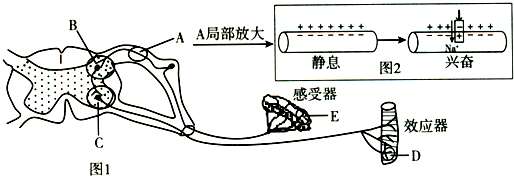 B
A
A局部放大
+ + + + + +
- - - - - -
静息
++++ ++
Na⁺
兴奋
图2
C
图1
感受器
E
效应器
D